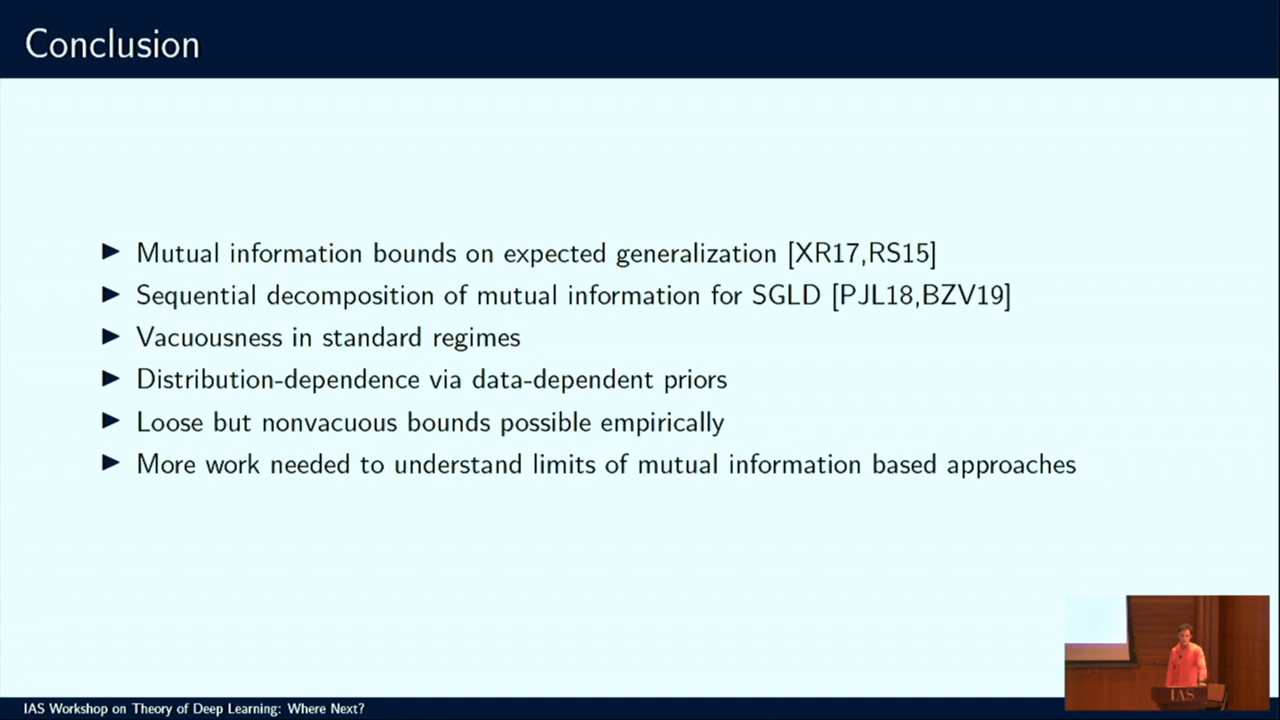 Conclusion
Mutual information bounds on expected generalization [XR17,RS15]
Sequential decomposition of mutual information for SGLD [PJL18,BZV19]
Vacuousness in standard regimes
Distribution-dependence via data-dependent priors
Loose but nonvacuous bounds possible empirically
More work needed to understand limits of mutual information based approaches
IAS
IAS Workshop on Theory of Deep Learning: Where Next?